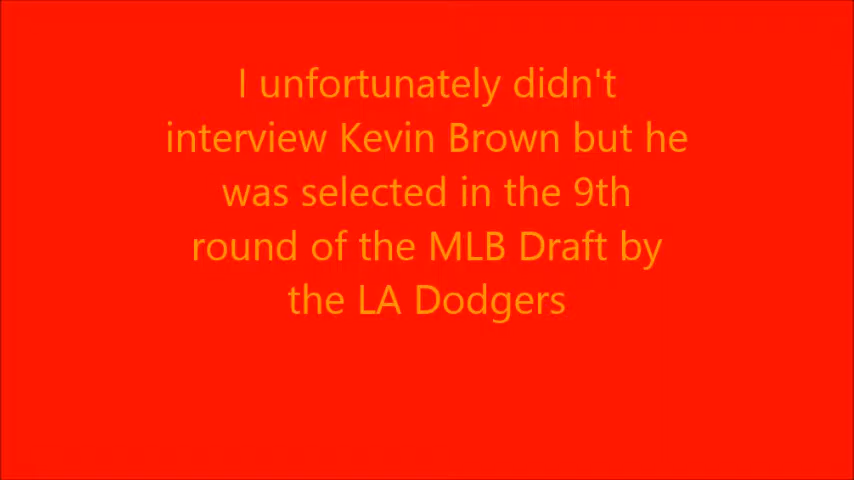 I unfortunately didn't
interview Kevin Brown but he
was selected in the 9th
round of the MLB Draft by
the LA Dodgers